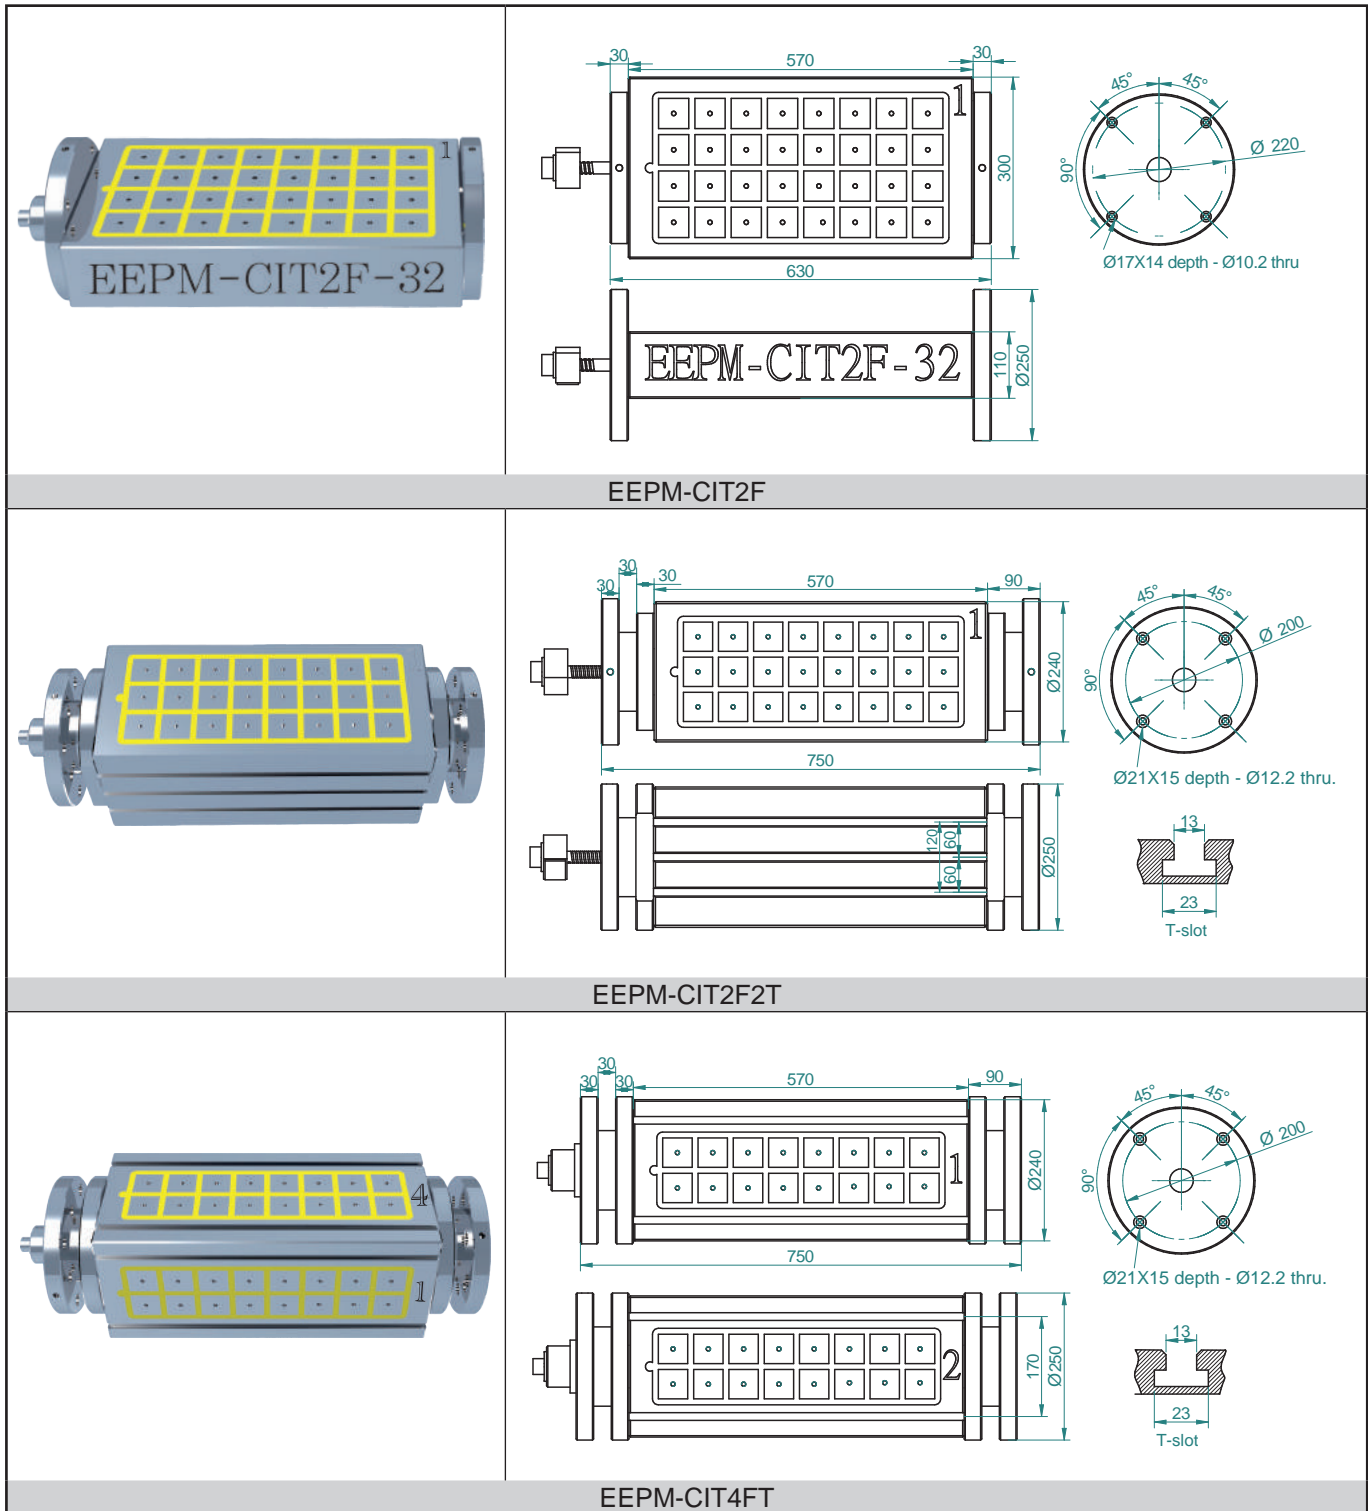 1
EEPM-CIT2F-32
30
570
30
1
300
630
45°
45°
90°
Ø 220
Ø17X14 depth - Ø10.2 thru
EEPM-CIT2F-32
110
Ø250
EEPM-CIT2F
30
30
30
570
90
1
Ø240
750
45°
45°
90°
Ø 200
Ø21X15 depth - Ø12.2 thru.
120
60
60
Ø250
13
23
T-slot
EEPM-CIT2F2T
4
1
30
30
30
570
90
1
Ø240
750
45°
45°
90°
Ø 200
Ø21X15 depth - Ø12.2 thru.
2
170
Ø250
13
23
T-slot
EEPM-CIT4FT